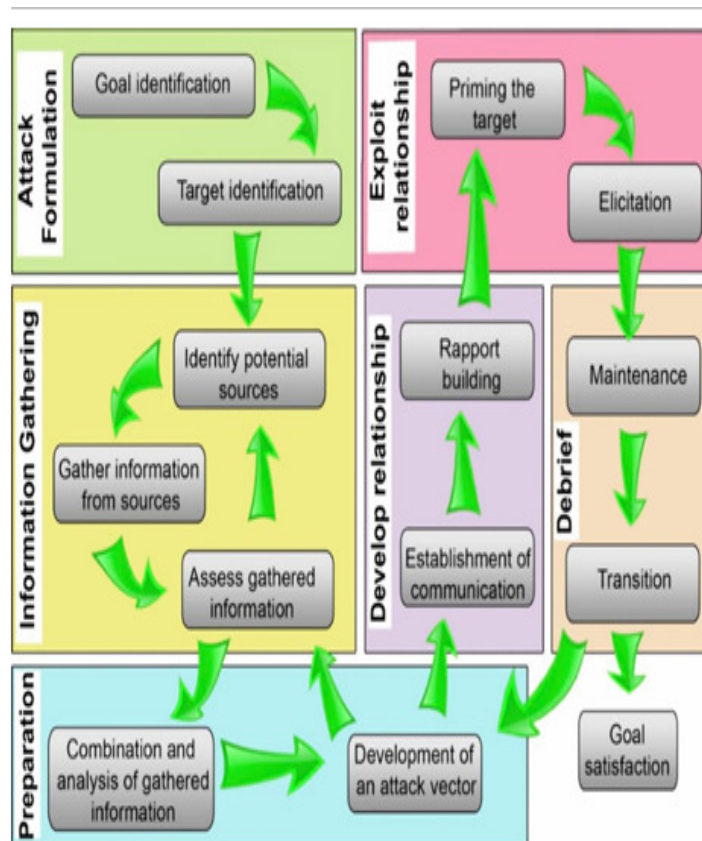 Attack
Formulation
Goal identification
Target identification
Exploit
relationship
Priming the
target
Elicitation
Information Gathering
Identify potential
sources
Gather information
from sources
Assess gathered
information
Develop relationship
Rapport
building
Establishment of
communication
Debrief
Maintenance
Transition
Goal
satisfaction
Preparation
Combination and
analysis of gathered
information
Development of
an attack vector